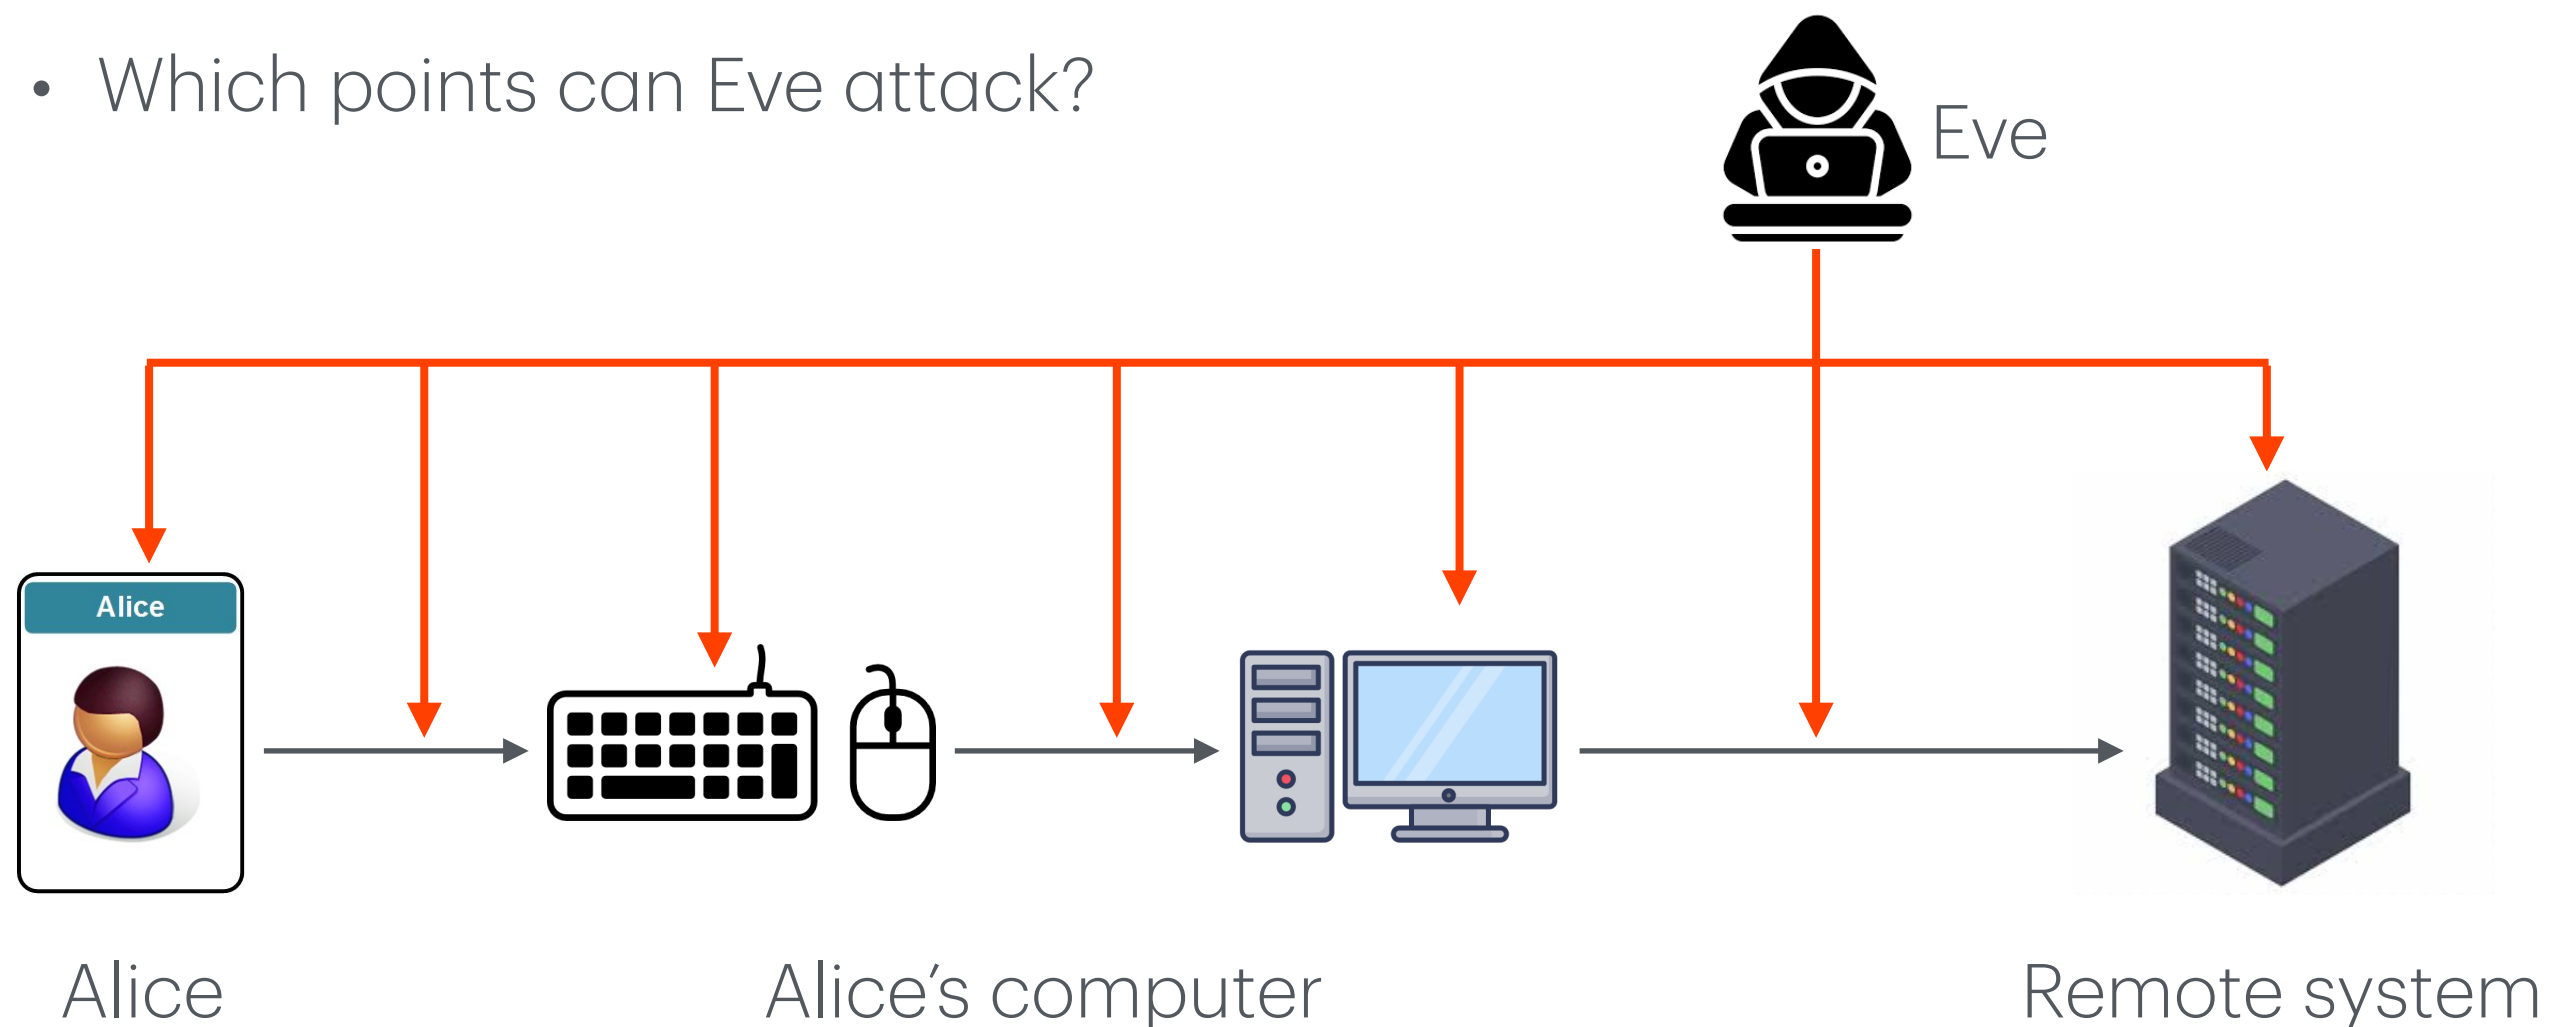 • Which points can Eve attack?
Eve
Alice
Alice
Alice’s computer
Remote system